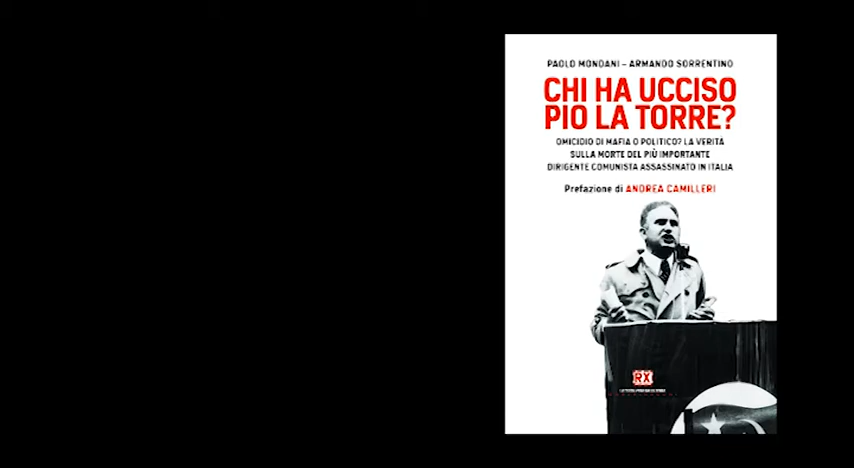 PAOLO MONDANI – ARMANDO SORRENTINO
CHI HA UCCISO
PIO LA TORRE?
OMICIDIO DI MAFIA O POLITICO? LA VERITÀ
SULLA MORTE DEL PIÙ IMPORTANTE
DIRIGENTE COMUNISTA ASSASSINATO IN ITALIA
Prefazione di ANDREA CAMILLERI
RX